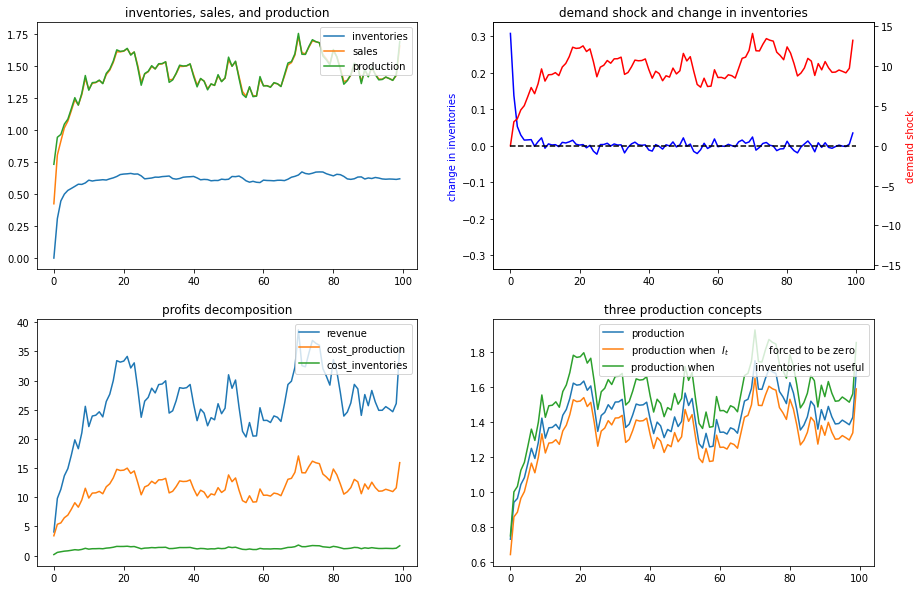 inventories, sales, and production
1.75
1.50
1.25
1.00
0.75
0.50
0.25
0.00
0 20 40 60 80 100
inventories
sales
production
demand shock and change in inventories
change in inventories
0.3
0.2
0.1
0.0
−0.1
−0.2
−0.3
0 20 40 60 80 100
15
10
5
0
−5
−10
−15
demand shock
profits decomposition
40
35
30
25
20
15
10
5
0
0 20 40 60 80 100
revenue
cost_production
cost_inventories
three production concepts
1.8
1.6
1.4
1.2
1.0
0.8
0.6
0 20 40 60 80 100
production
production when I_t forced to be zero
production when inventories not useful